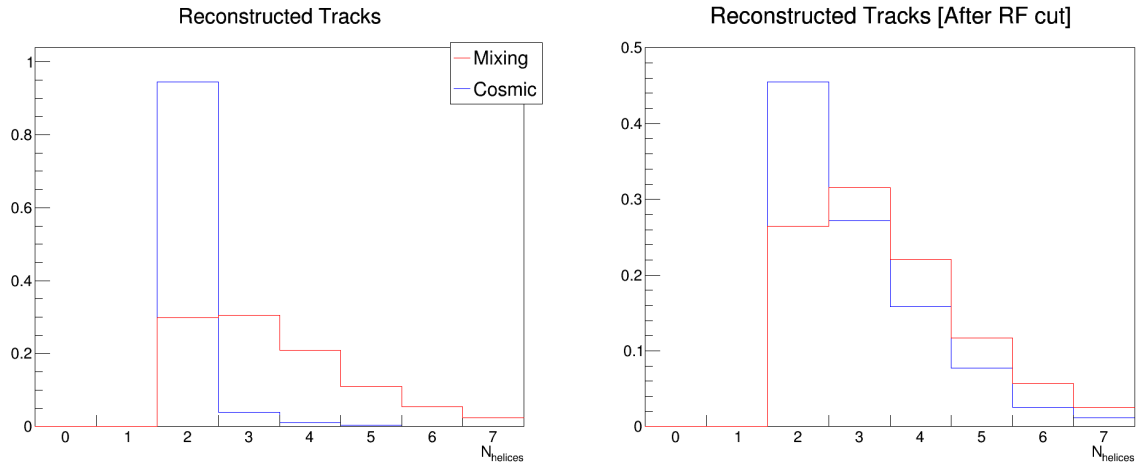 Reconstructed Tracks
Mixing
Cosmic
1
0.8
0.6
0.4
0.2
0
0 1 2 3 4 5 6 7
N_helices
Reconstructed Tracks [After RF cut]
0.5
0.4
0.3
0.2
0.1
0
0 1 2 3 4 5 6 7
N_helices